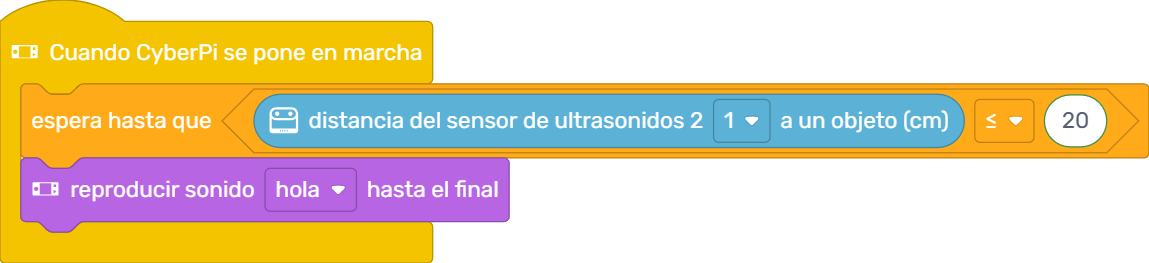 Cuando CyberPi se pone en marcha
espera hasta que distancia del sensor de ultrasonidos 2 1 a un objeto (cm) ≤ 20
reproducir sonido hola hasta el final